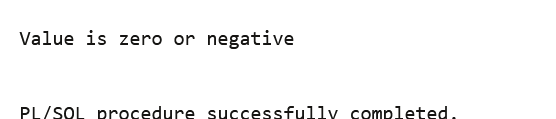 Value is zero or negative
PL/SQL procedure successfully completed.